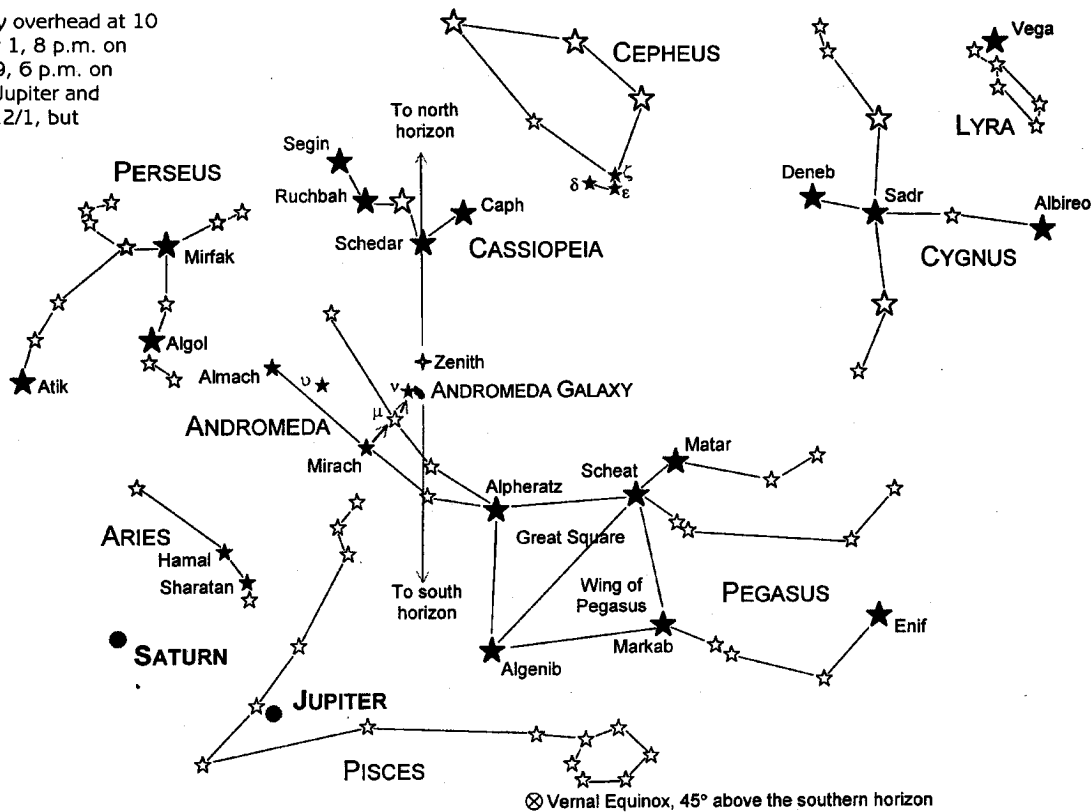 y overhead at 10
1, 8 p.m. on
9, 6 p.m. on
Jupiter and
2/1, but
CEPHEUS
Vega
LYRA
To north
horizon
Segin
PERSEUS
Ruchbah
Caph
Schedar
CASSIOPEIA
δ
ζ
ε
Deneb
Sadr
Albireo
CYGNUS
Mirfak
Algol
Atik
Almach
υ
Zenith
ν
ANDROMEDA GALAXY
μ
ANDROMEDA
Mirach
Matar
Scheat
Alpheratz
Great Square
ARIES
Hamal
Sharatan
To south
horizon
Wing of
Pegasus
PEGASUS
Enif
Markab
Algenib
SATURN
JUPITER
PISCES
Vernal Equinox, 45° above the southern horizon